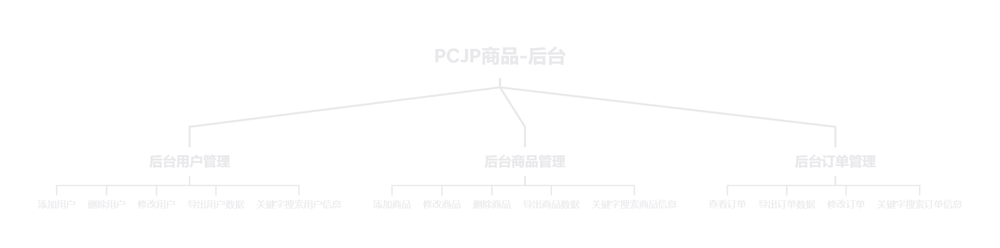 PCJP商品-后台
后台用户管理 后台商品管理 后台订单管理
添加用户 删除用户 修改用户 导出用户数据 关键字搜索用户信息 添加商品 修改商品 删除商品 导出商品数据 关键字搜索商品信息 查看订单 导出订单数据 修改订单 关键字搜索订单信息